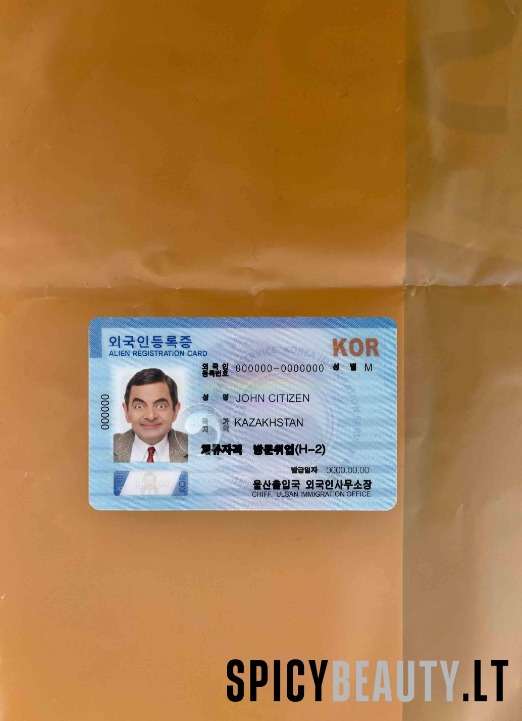 외국인등록증
ALIEN REGISTRATION CARD
KOR
외국인등록번호 000000-0000000 성별 M
성명 JOHN CITIZEN
국가지역 KAZAKHSTAN
체류자격 방문취업(H-2)
발급일자 0000.00.00
울산출입국 외국인사무소장
CHIEF, ULSAN IMMIGRATION OFFICE
000000
SPICYBEAUTY.LT